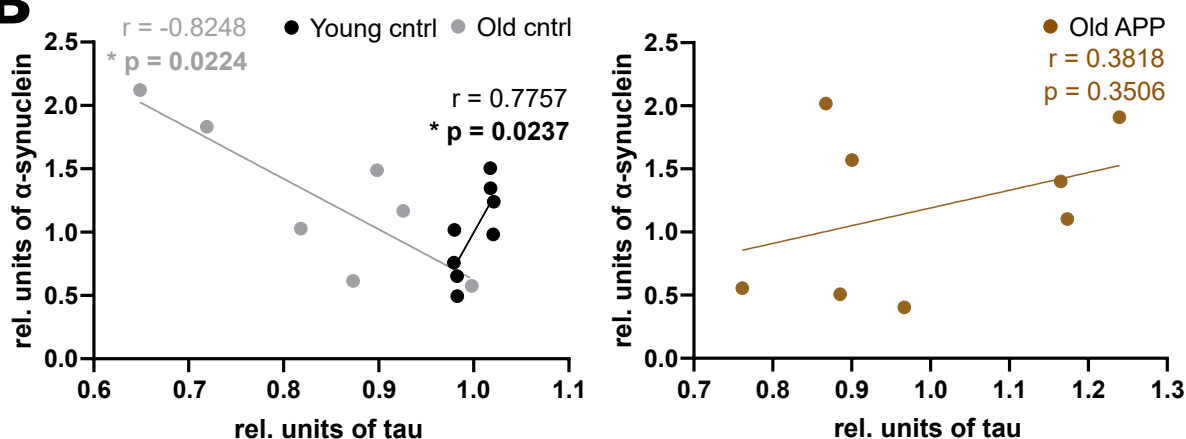 B
r = -0.8248
* p = 0.0224
Young cntrl
Old cntrl
r = 0.7757
* p = 0.0237
rel. units of α-synuclein
2.5
2.0
1.5
1.0
0.5
0.0
0.6 0.7 0.8 0.9 1.0 1.1
rel. units of tau
Old APP
r = 0.3818
p = 0.3506
rel. units of α-synuclein
2.5
2.0
1.5
1.0
0.5
0.0
0.7 0.8 0.9 1.0 1.1 1.2 1.3
rel. units of tau